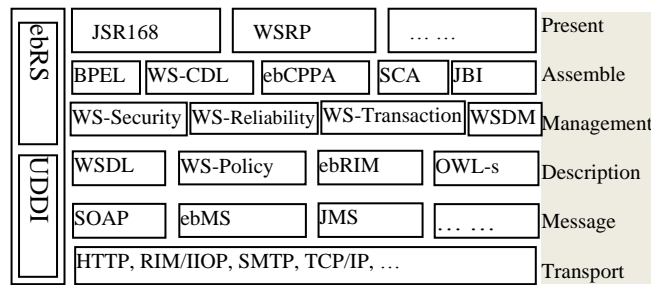 ebRS
UDDI
JSR168 WSRP … … Present
BPEL WS-CDL ebCPPA SCA JBI Assemble
WS-Security WS-Reliability WS-Transaction WSDM Management
WSDL WS-Policy ebRIM OWL-s Description
SOAP ebMS JMS … … Message
HTTP, RIM/IIOP, SMTP, TCP/IP, … Transport